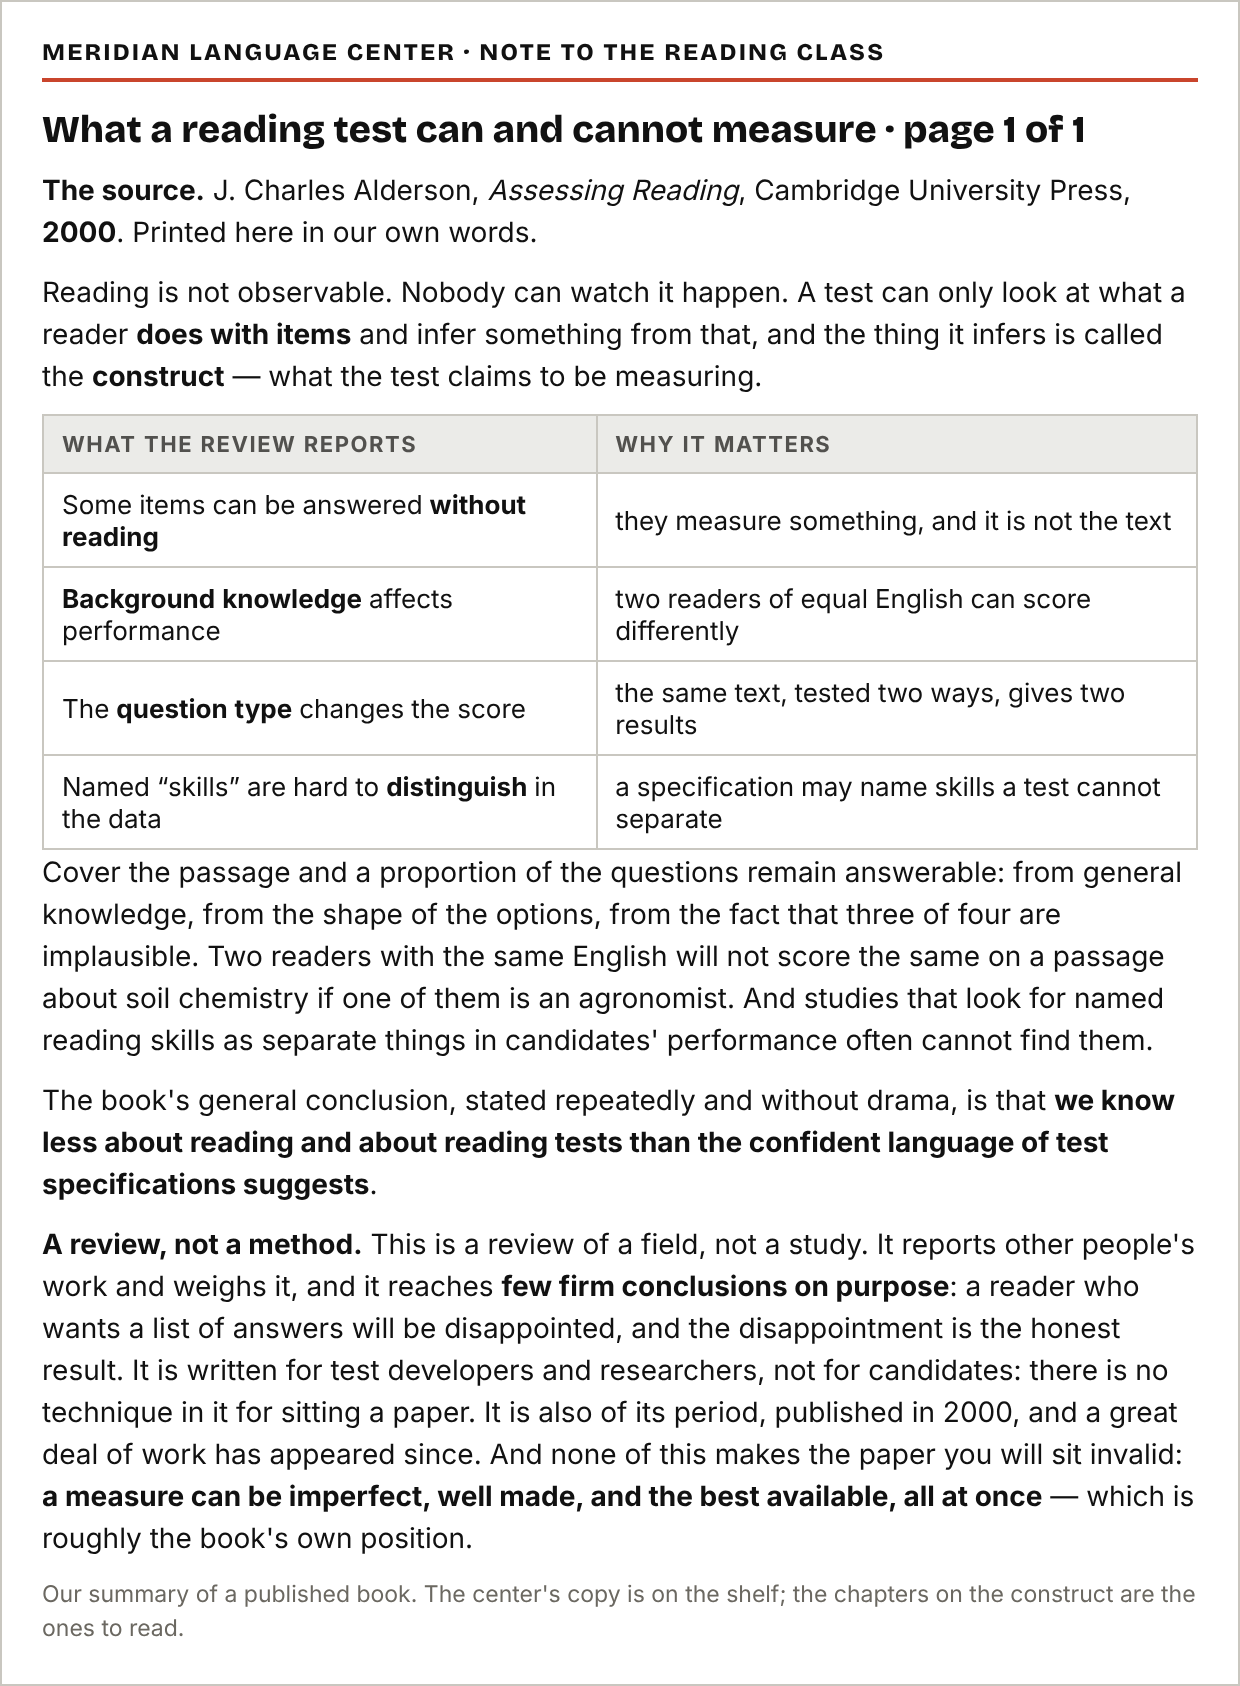 MERIDIAN LANGUAGE CENTER · NOTE TO THE READING CLASS
What a reading test can and cannot measure · page 1 of 1
The source. J. Charles Alderson, Assessing Reading, Cambridge University Press,
2000. Printed here in our own words.
Reading is not observable. Nobody can watch it happen. A test can only look at what a
reader does with items and infer something from that, and the thing it infers is called
the construct — what the test claims to be measuring.
WHAT THE REVIEW REPORTS
WHY IT MATTERS
Some items can be answered without
reading
they measure something, and it is not the text
Background knowledge affects
performance
two readers of equal English can score
differently
The question type changes the score
the same text, tested two ways, gives two
results
Named “skills” are hard to distinguish in
the data
a specification may name skills a test cannot
separate
Cover the passage and a proportion of the questions remain answerable: from general
knowledge, from the shape of the options, from the fact that three of four are
implausible. Two readers with the same English will not score the same on a passage
about soil chemistry if one of them is an agronomist. And studies that look for named
reading skills as separate things in candidates' performance often cannot find them.
The book's general conclusion, stated repeatedly and without drama, is that we know
less about reading and about reading tests than the confident language of test
specifications suggests.
A review, not a method. This is a review of a field, not a study. It reports other people's
work and weighs it, and it reaches few firm conclusions on purpose: a reader who
wants a list of answers will be disappointed, and the disappointment is the honest
result. It is written for test developers and researchers, not for candidates: there is no
technique in it for sitting a paper. It is also of its period, published in 2000, and a great
deal of work has appeared since. And none of this makes the paper you will sit invalid:
a measure can be imperfect, well made, and the best available, all at once — which is
roughly the book's own position.
Our summary of a published book. The center's copy is on the shelf; the chapters on the construct are the
ones to read.